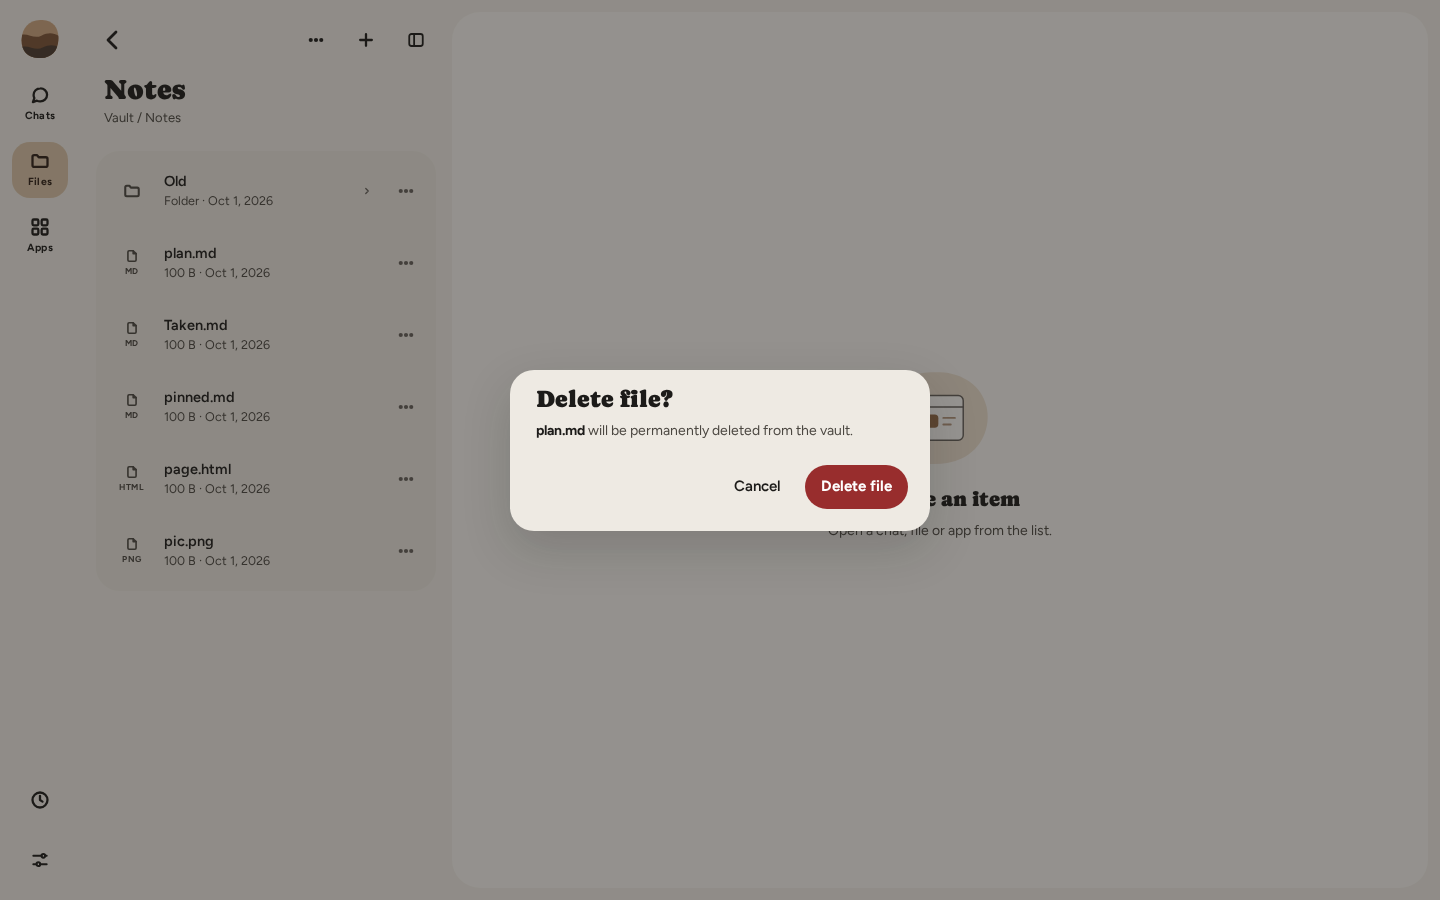 Notes
Vault / Notes
Chats
Files
Apps
Old
Folder · Oct 1, 2026
MD
plan.md
100 B · Oct 1, 2026
MD
Taken.md
100 B · Oct 1, 2026
MD
pinned.md
100 B · Oct 1, 2026
HTML
page.html
100 B · Oct 1, 2026
PNG
pic.png
100 B · Oct 1, 2026
Delete file?
plan.md will be permanently deleted from the vault.
Cancel
Delete file
an item
Open a chat, file or app from the list.